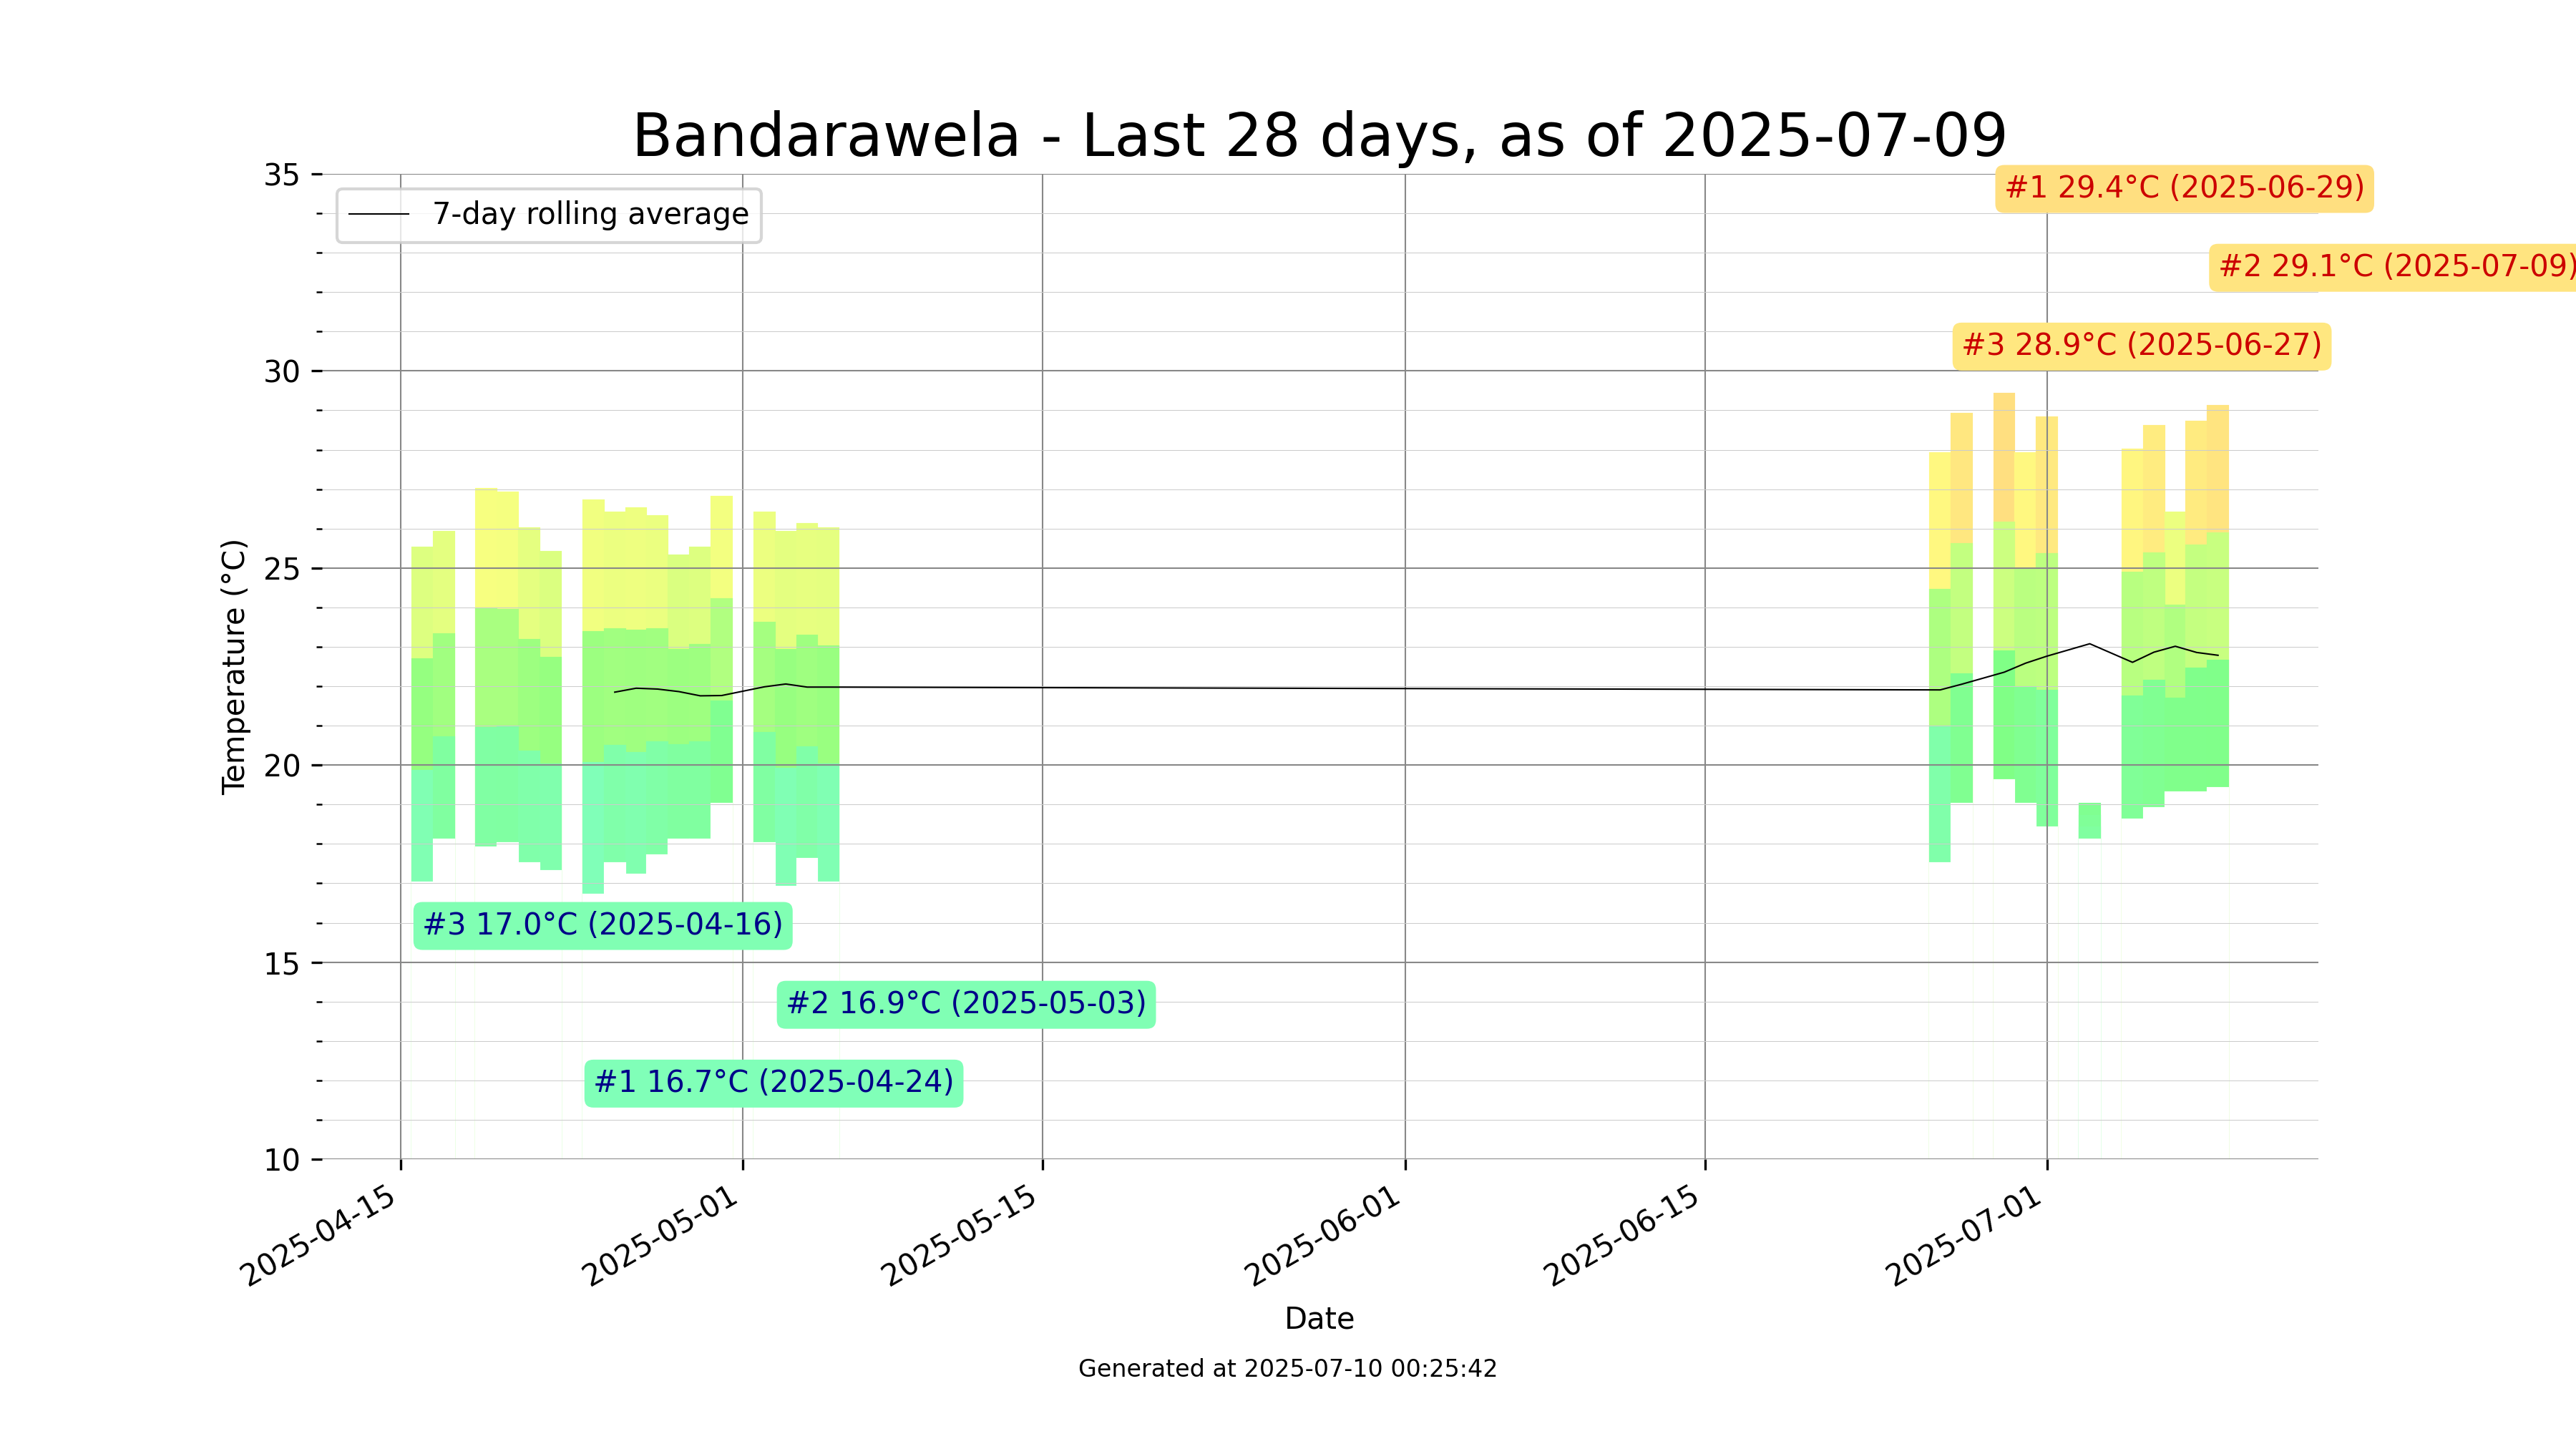 Bandarawela - Last 28 days, as of 2025-07-09
7-day rolling average
#1 29.4°C (2025-06-29)
#2 29.1°C (2025-07-09)
#3 28.9°C (2025-06-27)
35
30
25
20
15
10
Temperature (°C)
#3 17.0°C (2025-04-16)
#2 16.9°C (2025-05-03)
#1 16.7°C (2025-04-24)
2025-04-15
2025-05-01
2025-05-15
2025-06-01
2025-06-15
2025-07-01
Date
Generated at 2025-07-10 00:25:42